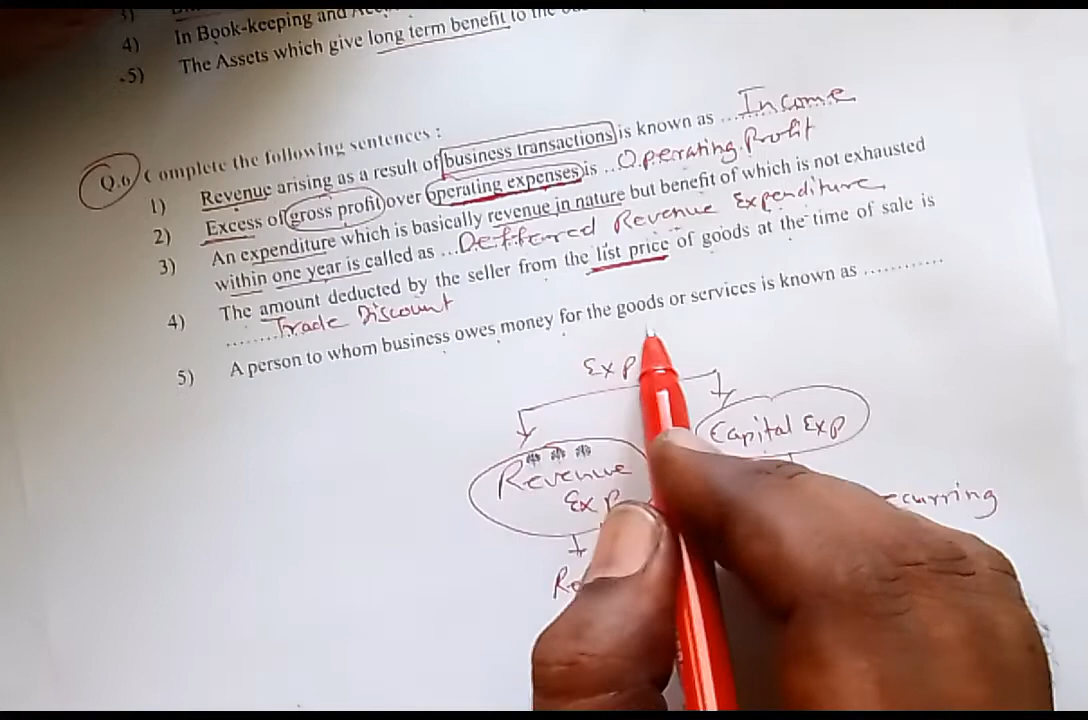 4) In Book-keeping and
-5) The Assets which give long term benefit to the
Q.6 Complete the following sentences :
1) Revenue arising as a result of business transactions is known as ... Income
2) Excess of gross profit over operating expenses is ... Operating Profit
3) An expenditure which is basically revenue in nature but benefit of which is not exhausted
within one year is called as ... Deffered Revenue Expenditure
4) The amount deducted by the seller from the list price of goods at the time of sale is
......... Trade Discount
5) A person to whom business owes money for the goods or services is known as ............
Exp
Revenue Exp
Capital Exp